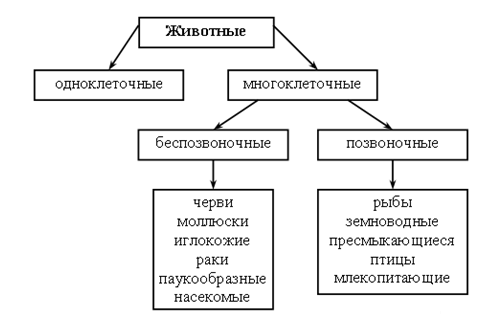 Животные
одноклеточные
многоклеточные
беспозвоночные
позвоночные
черви
моллюски
иглокожие
раки
паукообразные
насекомые
рыбы
земноводные
пресмыкающиеся
птицы
млекопитающие